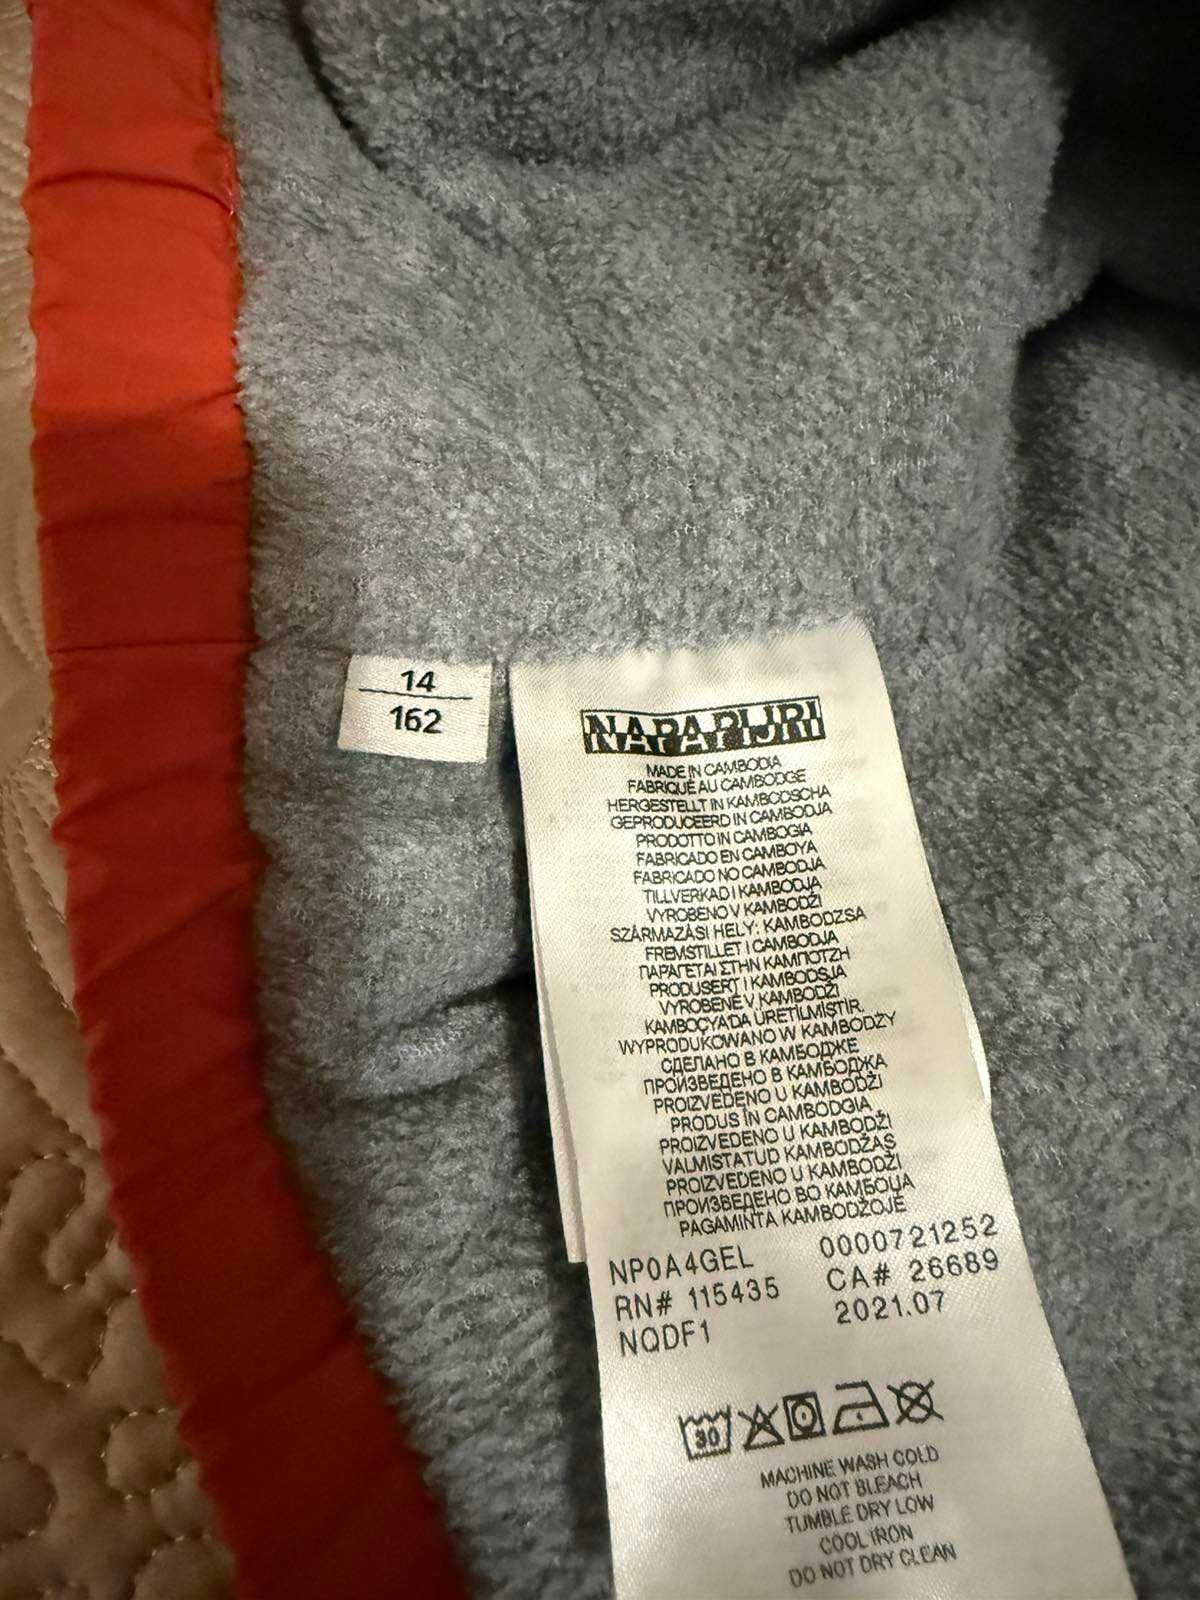 14
162
NAPAPIJRI
MADE IN CAMBODIA
FABRIQUÉ AU CAMBODGE
HERGESTELLT IN KAMBODSCHA
GEPRODUCEERD IN CAMBODJA
PRODOTTO IN CAMBOGIA
FABRICADO EN CAMBOYA
FABRICADO NO CAMBODJA
TILLVERKAD I KAMBODJA
VYROBENO V KAMBODŽI
SZÁRMAZÁSI HELY: KAMBODZSA
FREMSTILLET I CAMBODJA
ΠΑΡΑΓΕΤΑΙ ΣΤΗΝ ΚΑΜΠΟΤΖΗ
PRODUSERT I KAMBODSJA
VYROBENÉ V KAMBODŽI
KAMBOÇYA'DA ÜRETILMİSTIR.
WYPRODUKOWANO W KAMBODŻY
СДЕЛАНО В КАМБОДЖЕ
ПРОИЗВЕДЕНО В КАМБОДЖА
PROIZVEDENO U KAMBODŽI
PRODUS ÎN CAMBODGIA
PROIZVEDENO U KAMBODŽI
VALMISTATUD KAMBODŽAS
PROIZVEDENO U KAMBODŽI
ПРОИЗВЕДЕНО ВО КАМБОЏА
PAGAMINTA KAMBODŽOJE
NP0A4GEL 0000721252
RN# 115435 CA# 26689
NQDF1 2021.07
30
MACHINE WASH COLD
DO NOT BLEACH
TUMBLE DRY LOW
COOL IRON
DO NOT DRY CLEAN